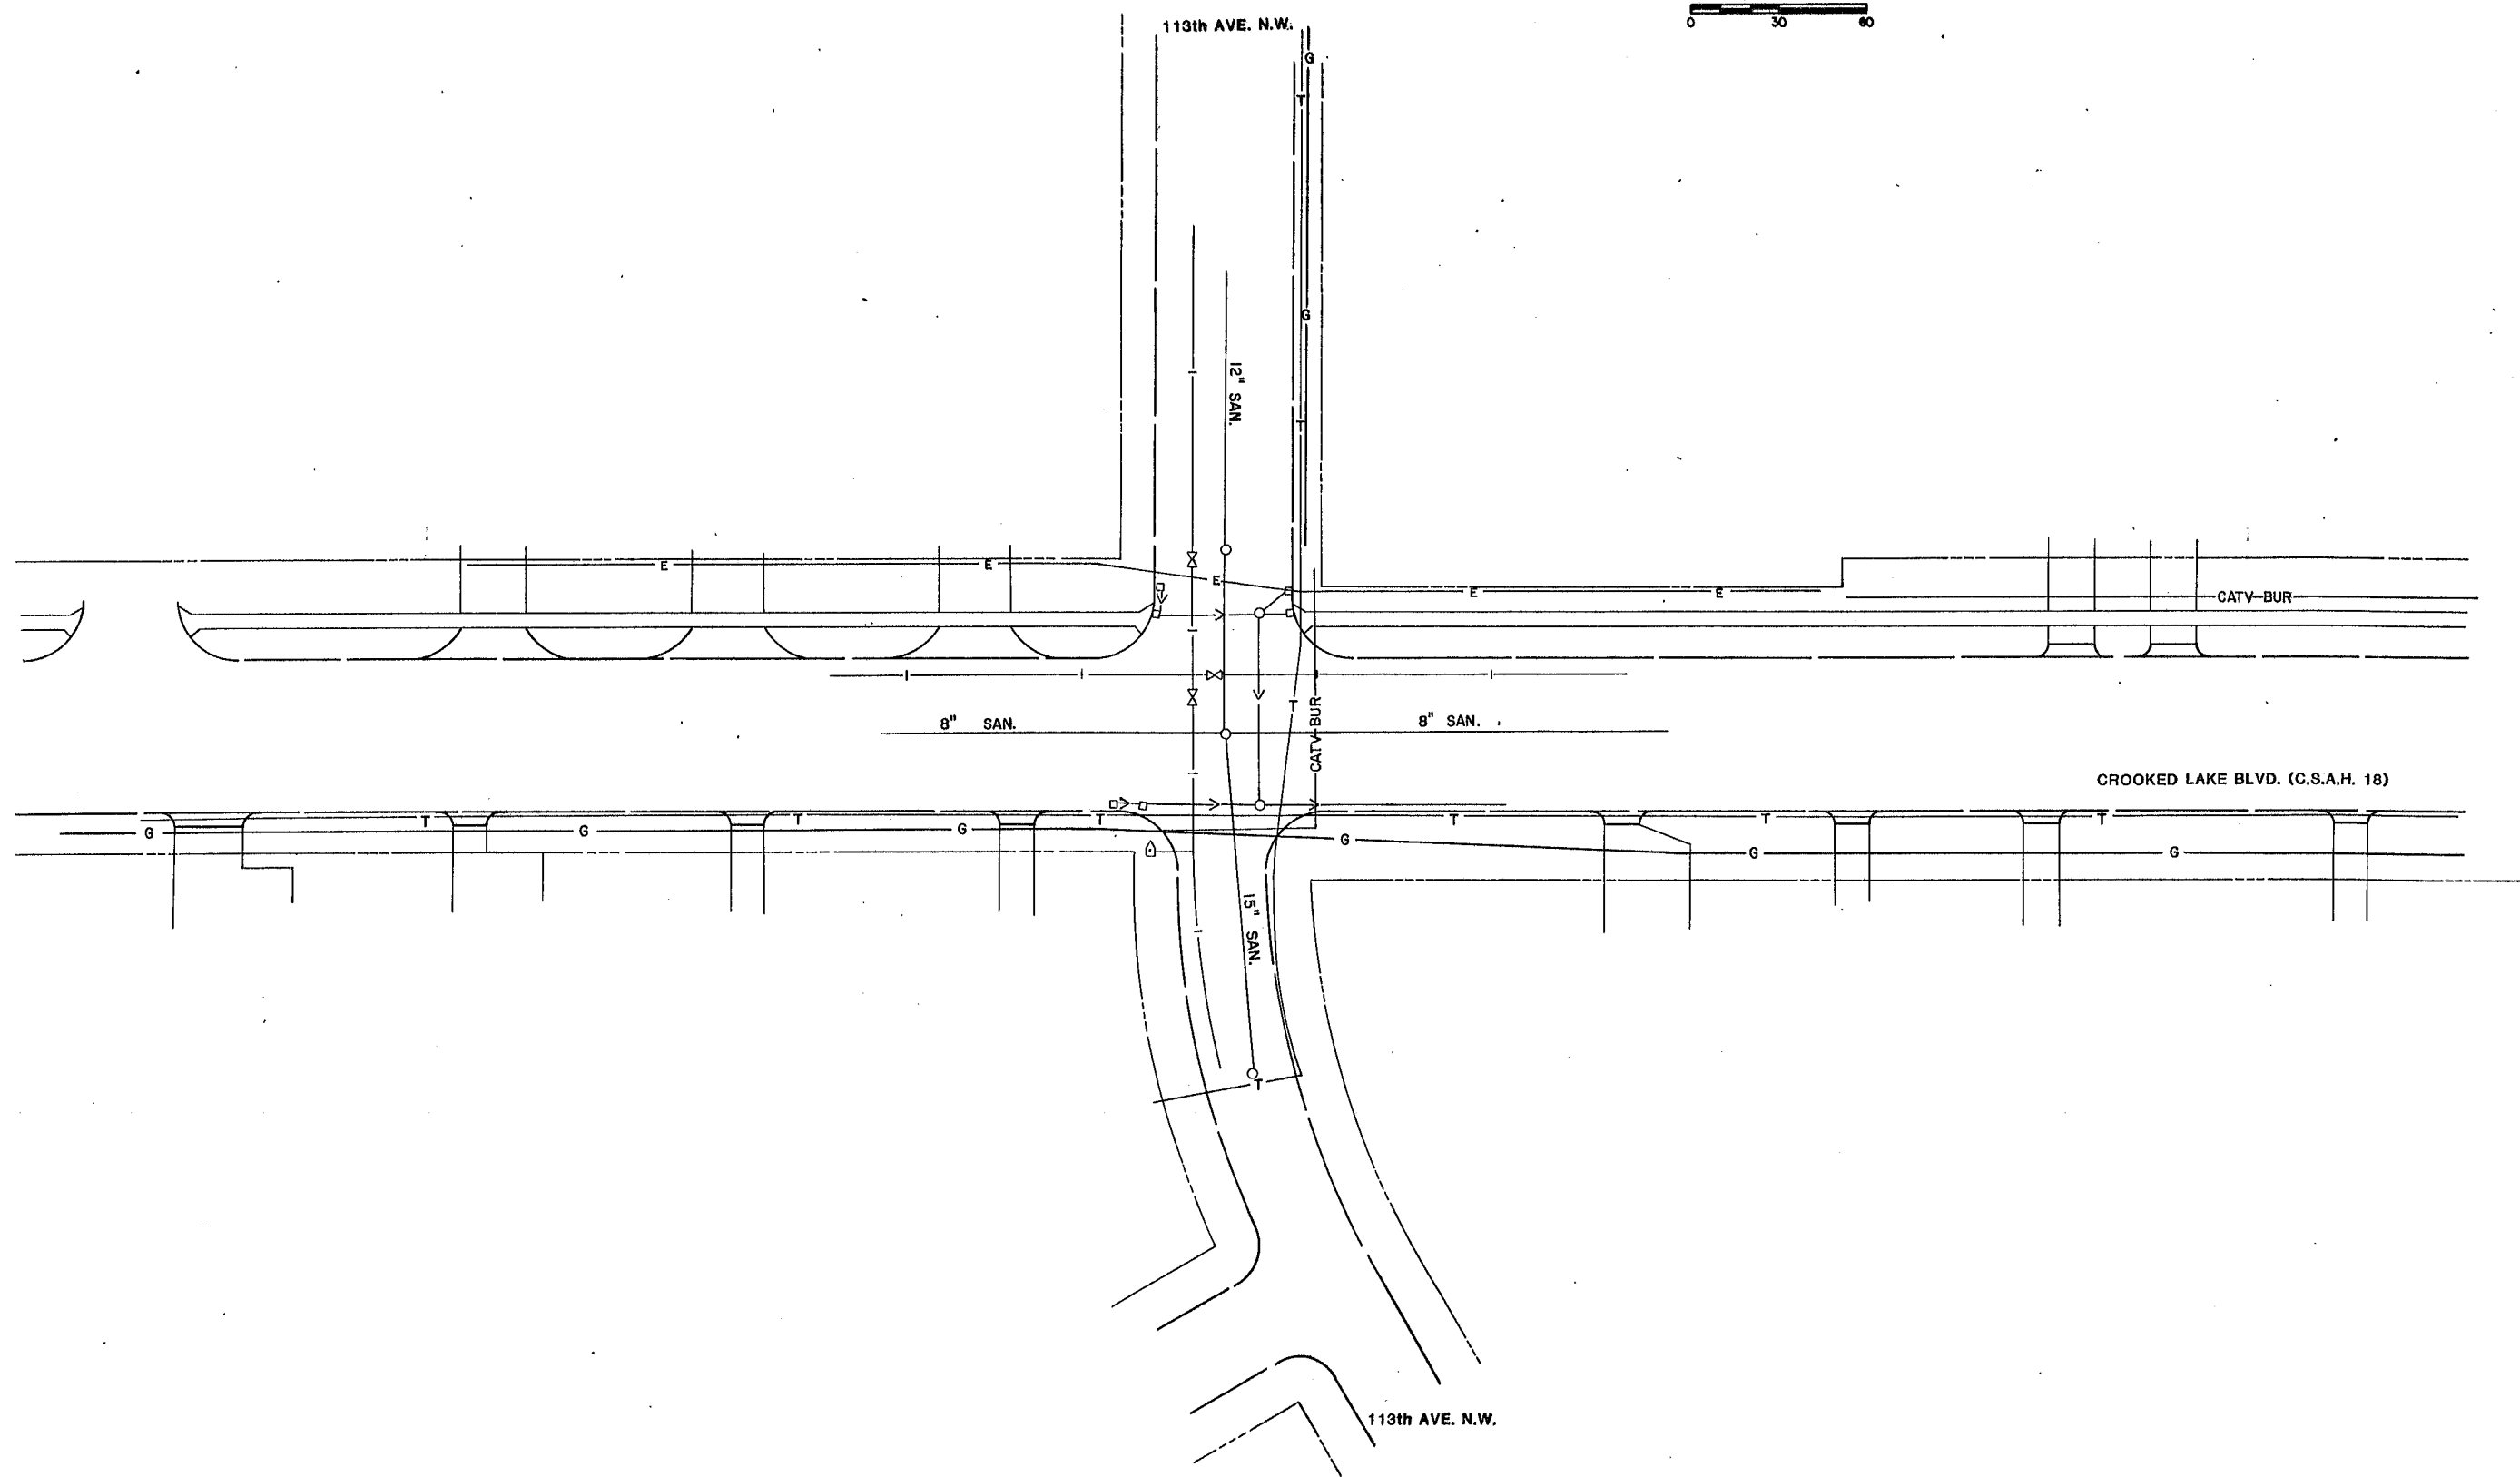 113th AVE. N.W.
0 30 60
G
T
G
12" SAN.
T
E E E E E
CATV-BUR
I I I
T
CATV-BUR
8" SAN. 8" SAN.
CROOKED LAKE BLVD. (C.S.A.H. 18)
T T T T T T
G G G G G G
15" SAN.
T
113th AVE. N.W.